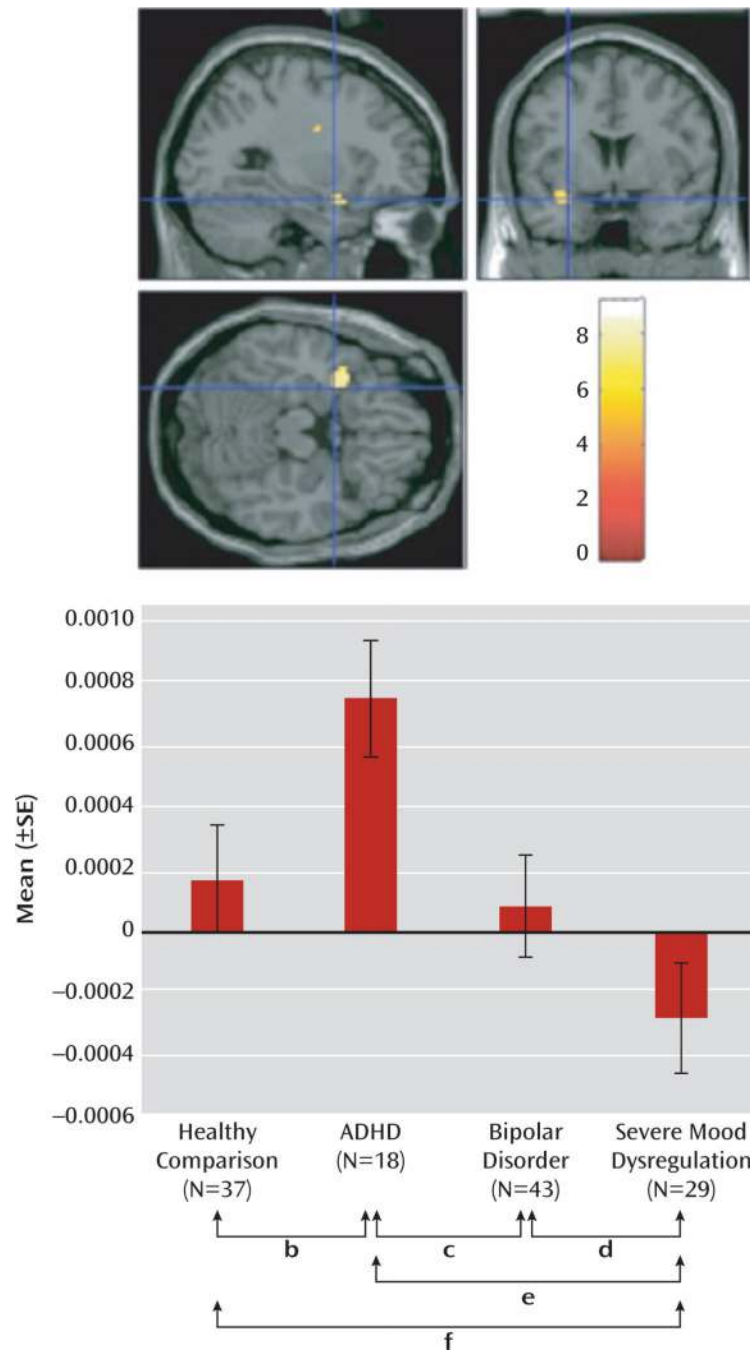 8
6
4
2
0
0.0010
0.0008
0.0006
0.0004
0.0002
0
−0.0002
−0.0004
−0.0006
Mean (±SE)
Healthy
Comparison
(N=37)
ADHD
(N=18)
Bipolar
Disorder
(N=43)
Severe Mood
Dysregulation
(N=29)
b
c
d
e
f